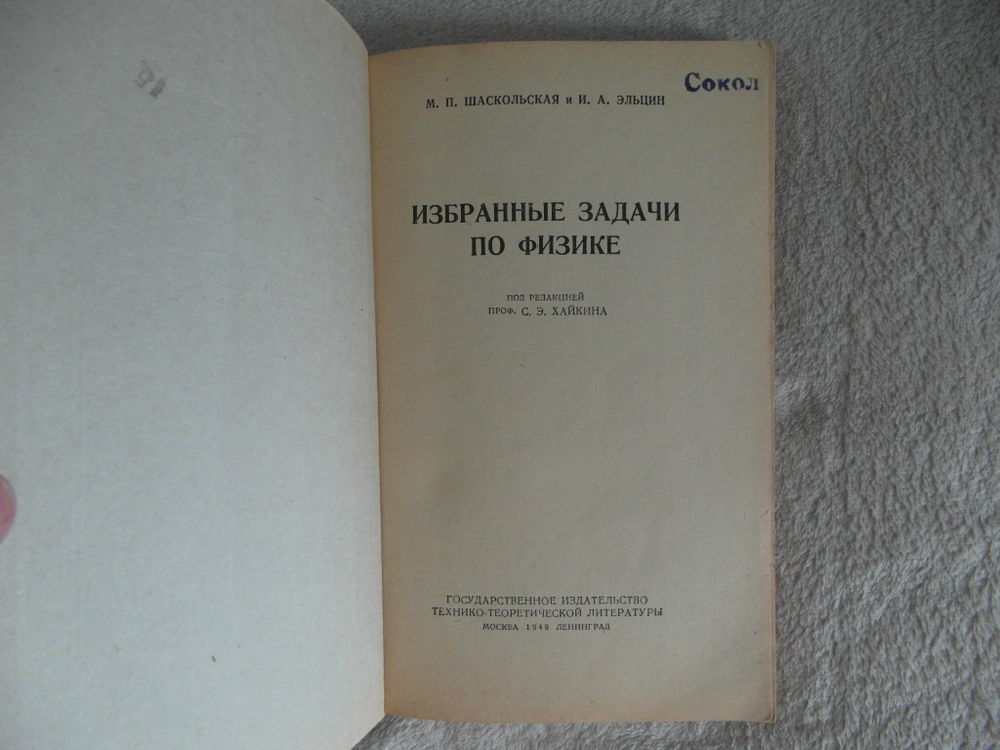 Сокол
М. П. ШАСКОЛЬСКАЯ и И. А. ЭЛЬЦИН
ИЗБРАННЫЕ ЗАДАЧИ
ПО ФИЗИКЕ
ПОД РЕДАКЦИЕЙ
ПРОФ. С. Э. ХАЙКИНА
ГОСУДАРСТВЕННОЕ ИЗДАТЕЛЬСТВО
ТЕХНИКО-ТЕОРЕТИЧЕСКОЙ ЛИТЕРАТУРЫ
МОСКВА 1949 ЛЕНИНГРАД